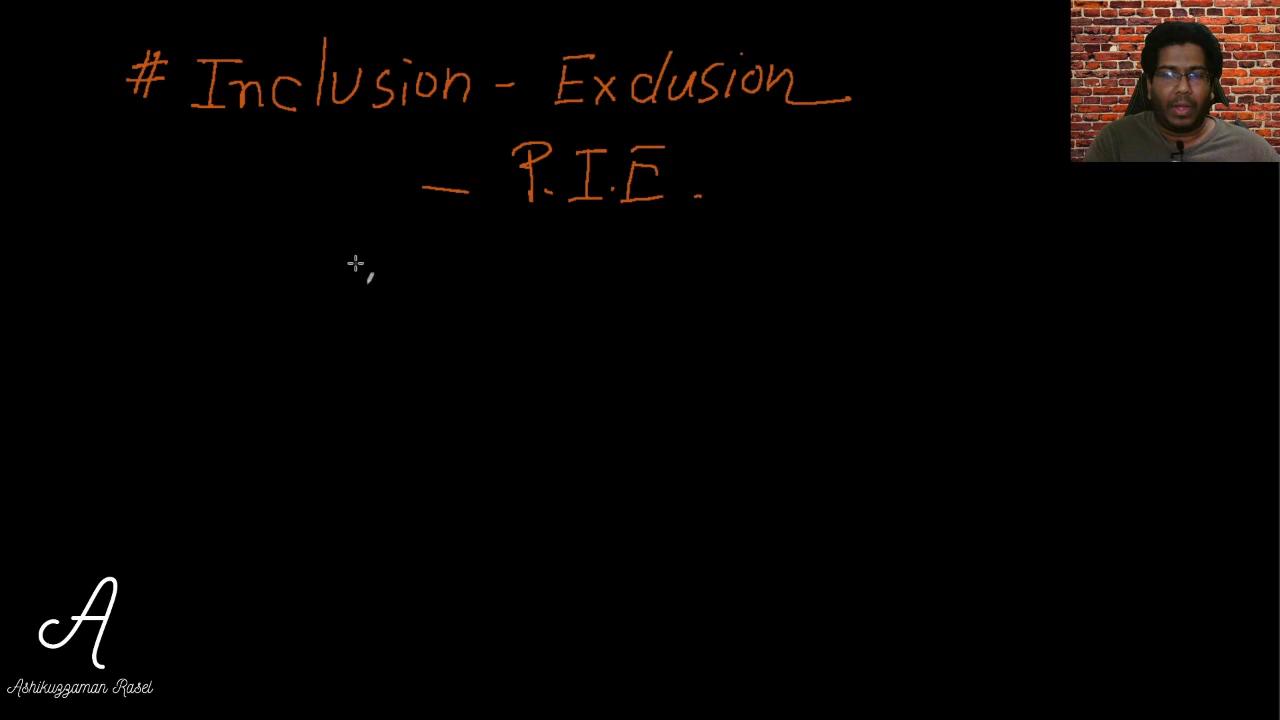 # Inclusion - Exclusion
— P.I.E.
A
Ashikuzzaman Rasel